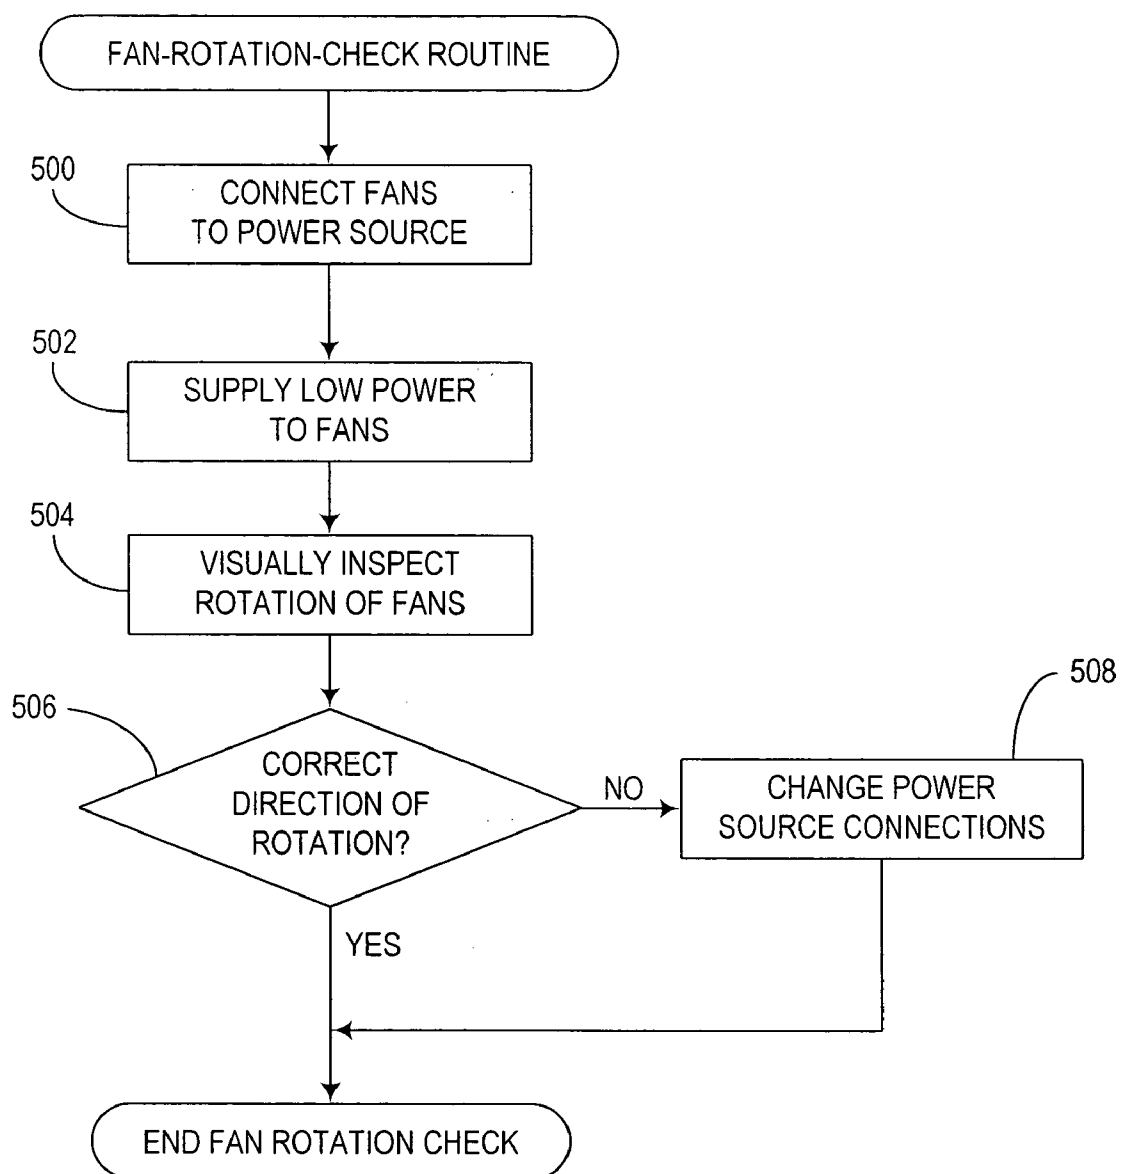 FAN-ROTATION-CHECK ROUTINE
500
CONNECT FANS
TO POWER SOURCE
502
SUPPLY LOW POWER
TO FANS
504
VISUALLY INSPECT
ROTATION OF FANS
506
CORRECT
DIRECTION OF
ROTATION?
NO
508
CHANGE POWER
SOURCE CONNECTIONS
YES
END FAN ROTATION CHECK